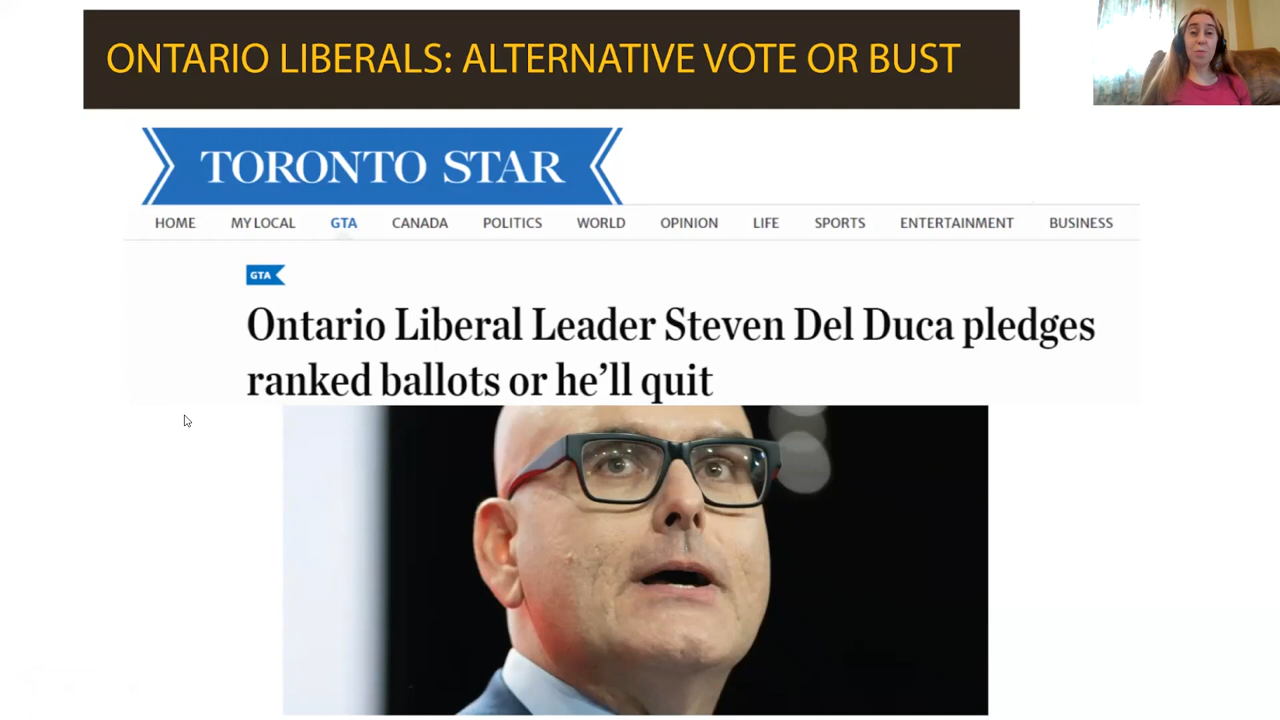 ONTARIO LIBERALS: ALTERNATIVE VOTE OR BUST
TORONTO STAR
HOME MY LOCAL GTA CANADA POLITICS WORLD OPINION LIFE SPORTS ENTERTAINMENT BUSINESS
GTA
Ontario Liberal Leader Steven Del Duca pledges
ranked ballots or he’ll quit